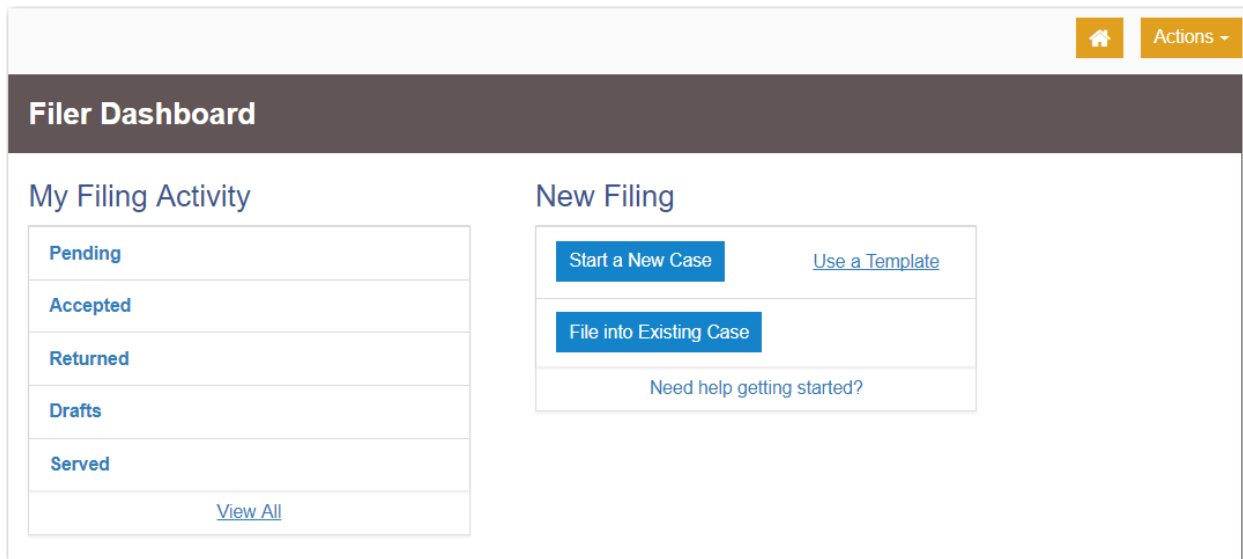 Actions
Filer Dashboard
My Filing Activity
Pending
Accepted
Returned
Drafts
Served
View All
New Filing
Start a New Case
Use a Template
File into Existing Case
Need help getting started?